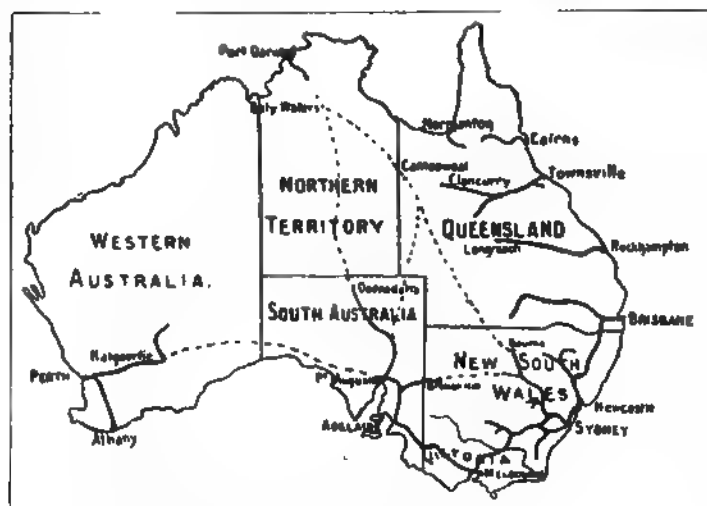 Port Darwin
Daly Waters
Normanton
Cairns
Camooweal
Cloncurry
Townsville
NORTHERN
TERRITORY
QUEENSLAND
Longreach
Rockhampton
WESTERN
AUSTRALIA.
Oodnadatta
SOUTH AUSTRALIA
BRISBANE
Bourke
NEW SOUTH
WALES
Kalgoorlie
PERTH
Pt Augusta
Newcastle
SYDNEY
ADELAIDE
Albany
VICTORIA
MELBOURNE